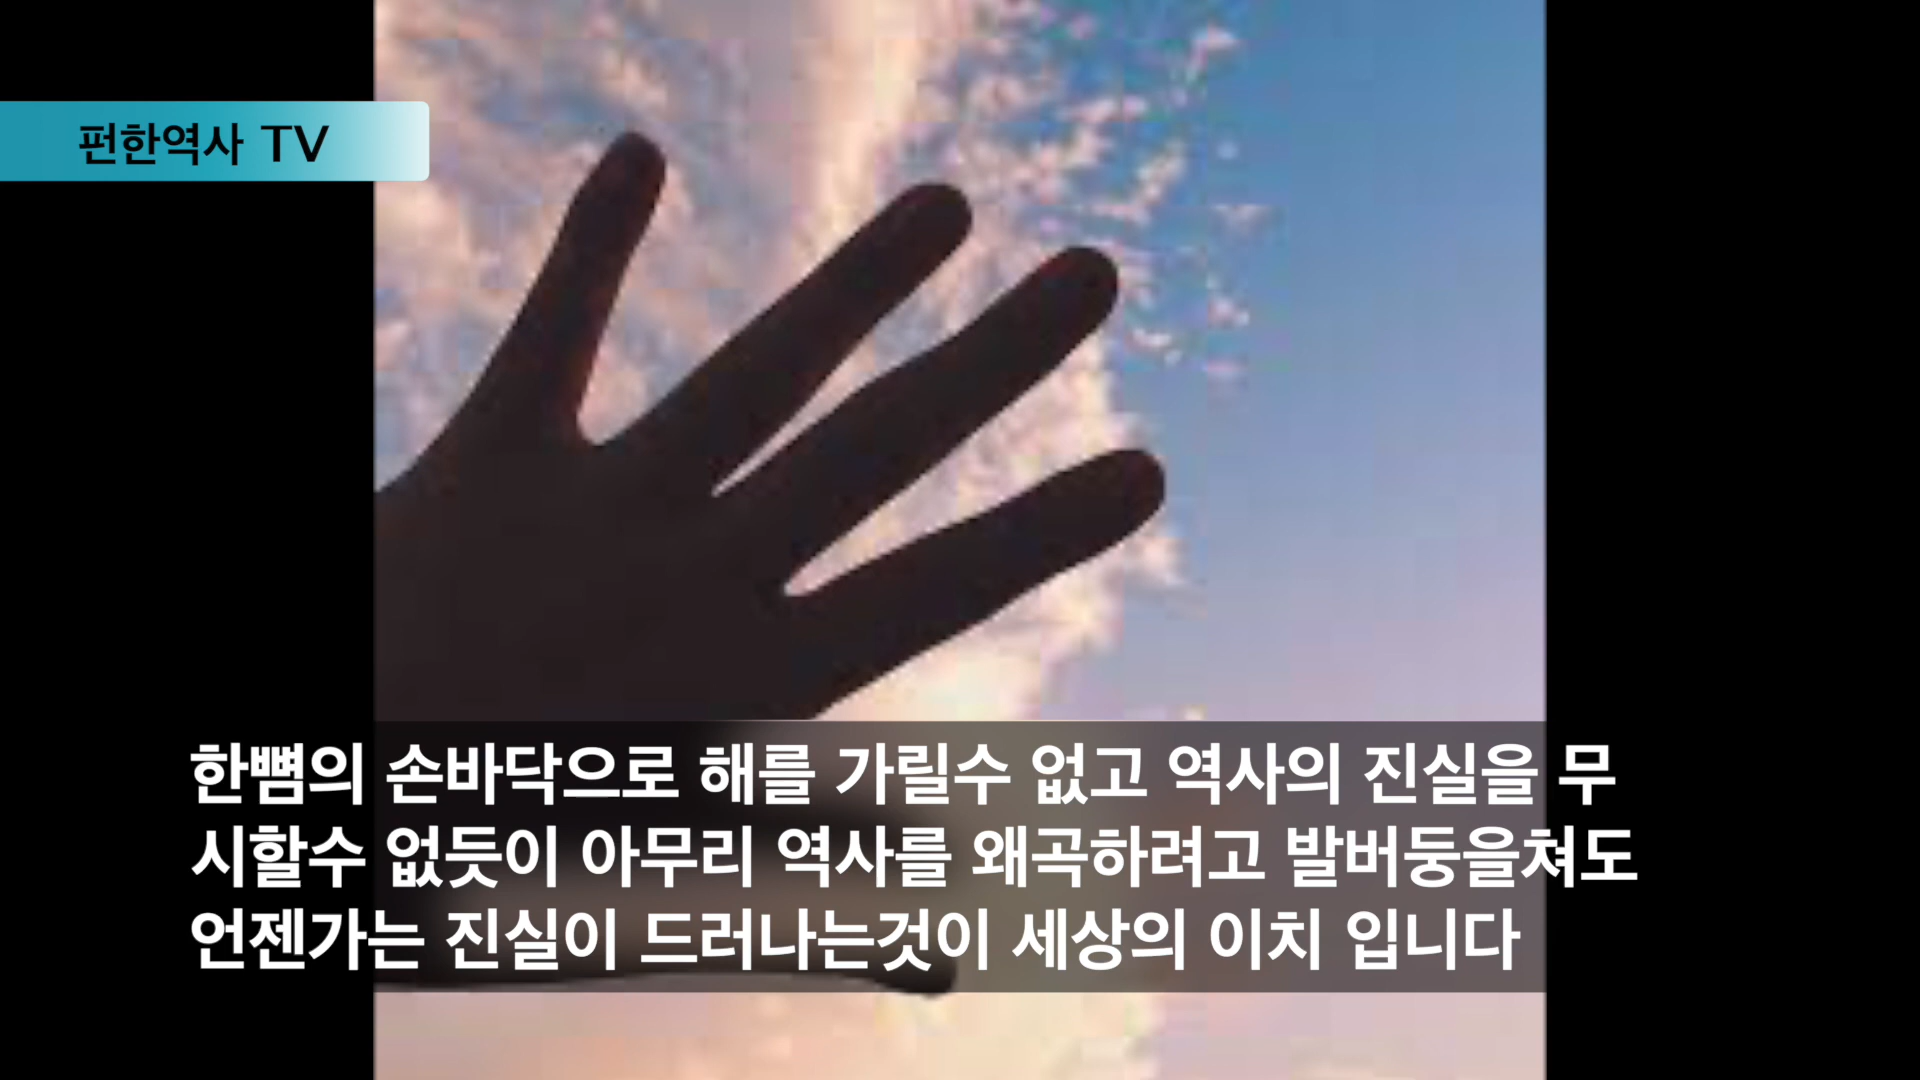 펀한역사 TV
한뼘의 손바닥으로 해를 가릴수 없고 역사의 진실을 무
시할수 없듯이 아무리 역사를 왜곡하려고 발버둥을쳐도
언젠가는 진실이 드러나는것이 세상의 이치 입니다